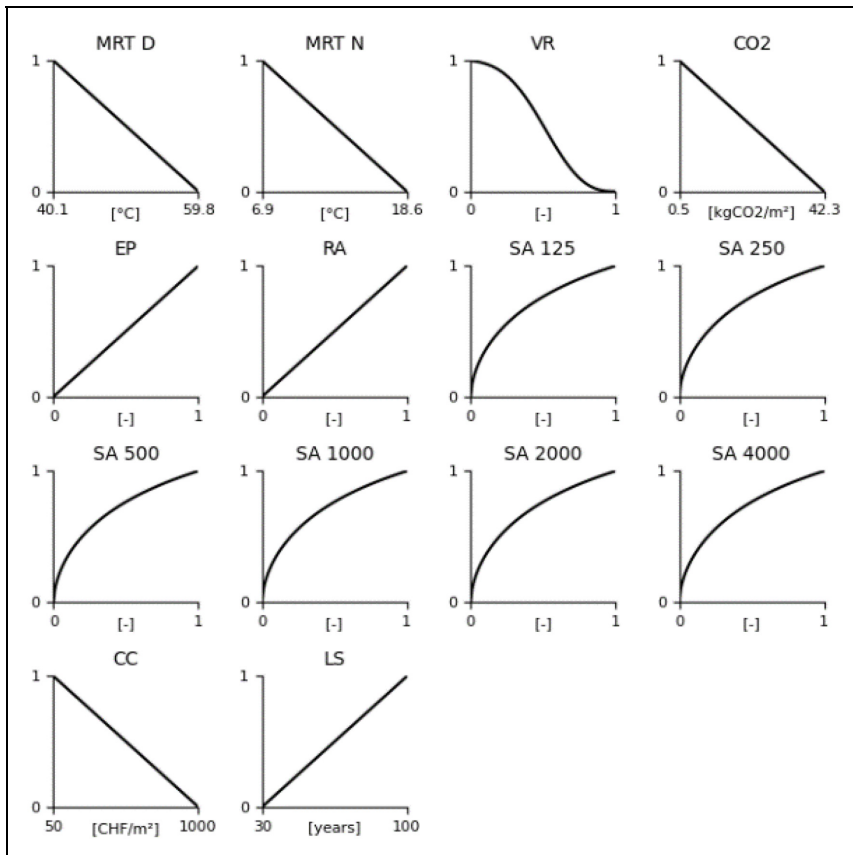 MRT D MRT N VR CO2
1 1 1 1
0 0 0 0
40.1 [°C] 59.8 6.9 [°C] 18.6 0 [-] 1 0.5 [kgCO2/m²] 42.3
EP RA SA 125 SA 250
1 1 1 1
0 0 0 0
0 [-] 1 0 [-] 1 0 [-] 1 0 [-] 1
SA 500 SA 1000 SA 2000 SA 4000
1 1 1 1
0 0 0 0
0 [-] 1 0 [-] 1 0 [-] 1 0 [-] 1
CC LS
1 1
0 0
50 [CHF/m²] 1000 30 [years] 100